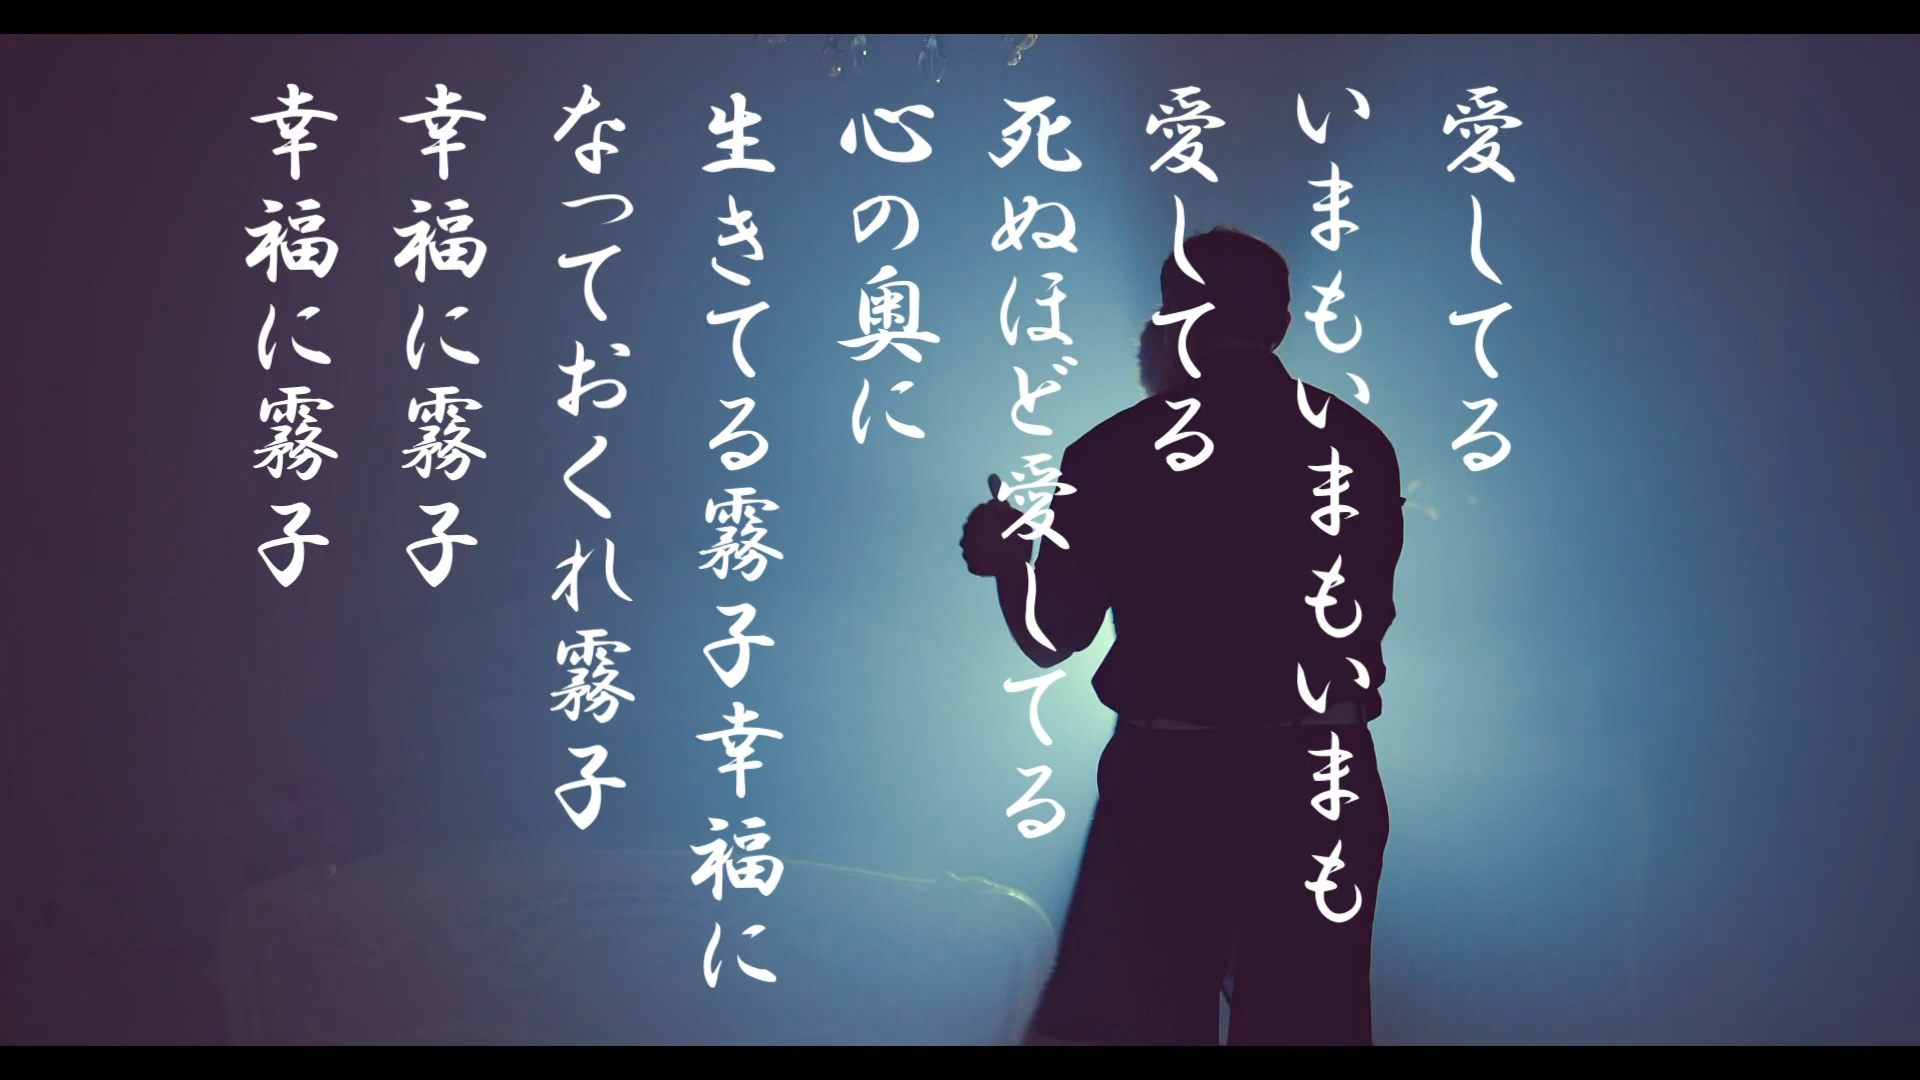 愛してる
いまもいまもいまも
愛してる
死ぬほど愛してる
心の奥に
生きてる霧子幸福に
なっておくれ霧子
幸福に霧子
幸福に霧子